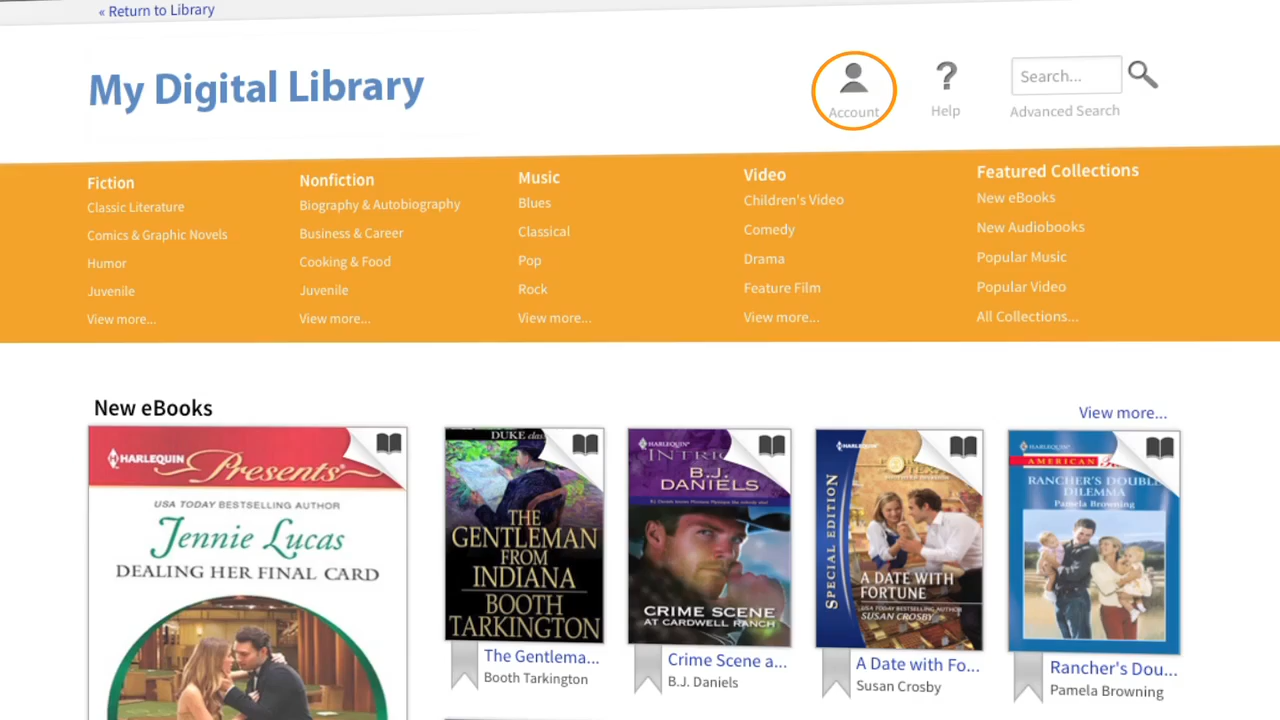 « Return to Library
My Digital Library
Account
Help
Search...
Advanced Search
Fiction
Classic Literature
Comics & Graphic Novels
Humor
Juvenile
View more...
Nonfiction
Biography & Autobiography
Business & Career
Cooking & Food
Juvenile
View more...
Music
Blues
Classical
Pop
Rock
View more...
Video
Children's Video
Comedy
Drama
Feature Film
View more...
Featured Collections
New eBooks
New Audiobooks
Popular Music
Popular Video
All Collections...
New eBooks
View more...
HARLEQUIN
Presents
USA TODAY BESTSELLING AUTHOR
Jennie Lucas
DEALING HER FINAL CARD
DUKE
THE
GENTLEMAN
FROM
INDIANA
BOOTH
TARKINGTON
The Gentlema...
Booth Tarkington
HARLEQUIN
B.J.
DANIELS
CRIME SCENE
AT CARDWELL RANCH
Crime Scene a...
B.J. Daniels
HARLEQUIN
SPECIAL EDITION
A DATE WITH
FORTUNE
USA TODAY BESTSELLING AUTHOR
SUSAN CROSBY
A Date with Fo...
Susan Crosby
HARLEQUIN
AMERICAN
RANCHER'S DOUBLE
DILEMMA
Pamela Browning
Rancher's Dou...
Pamela Browning